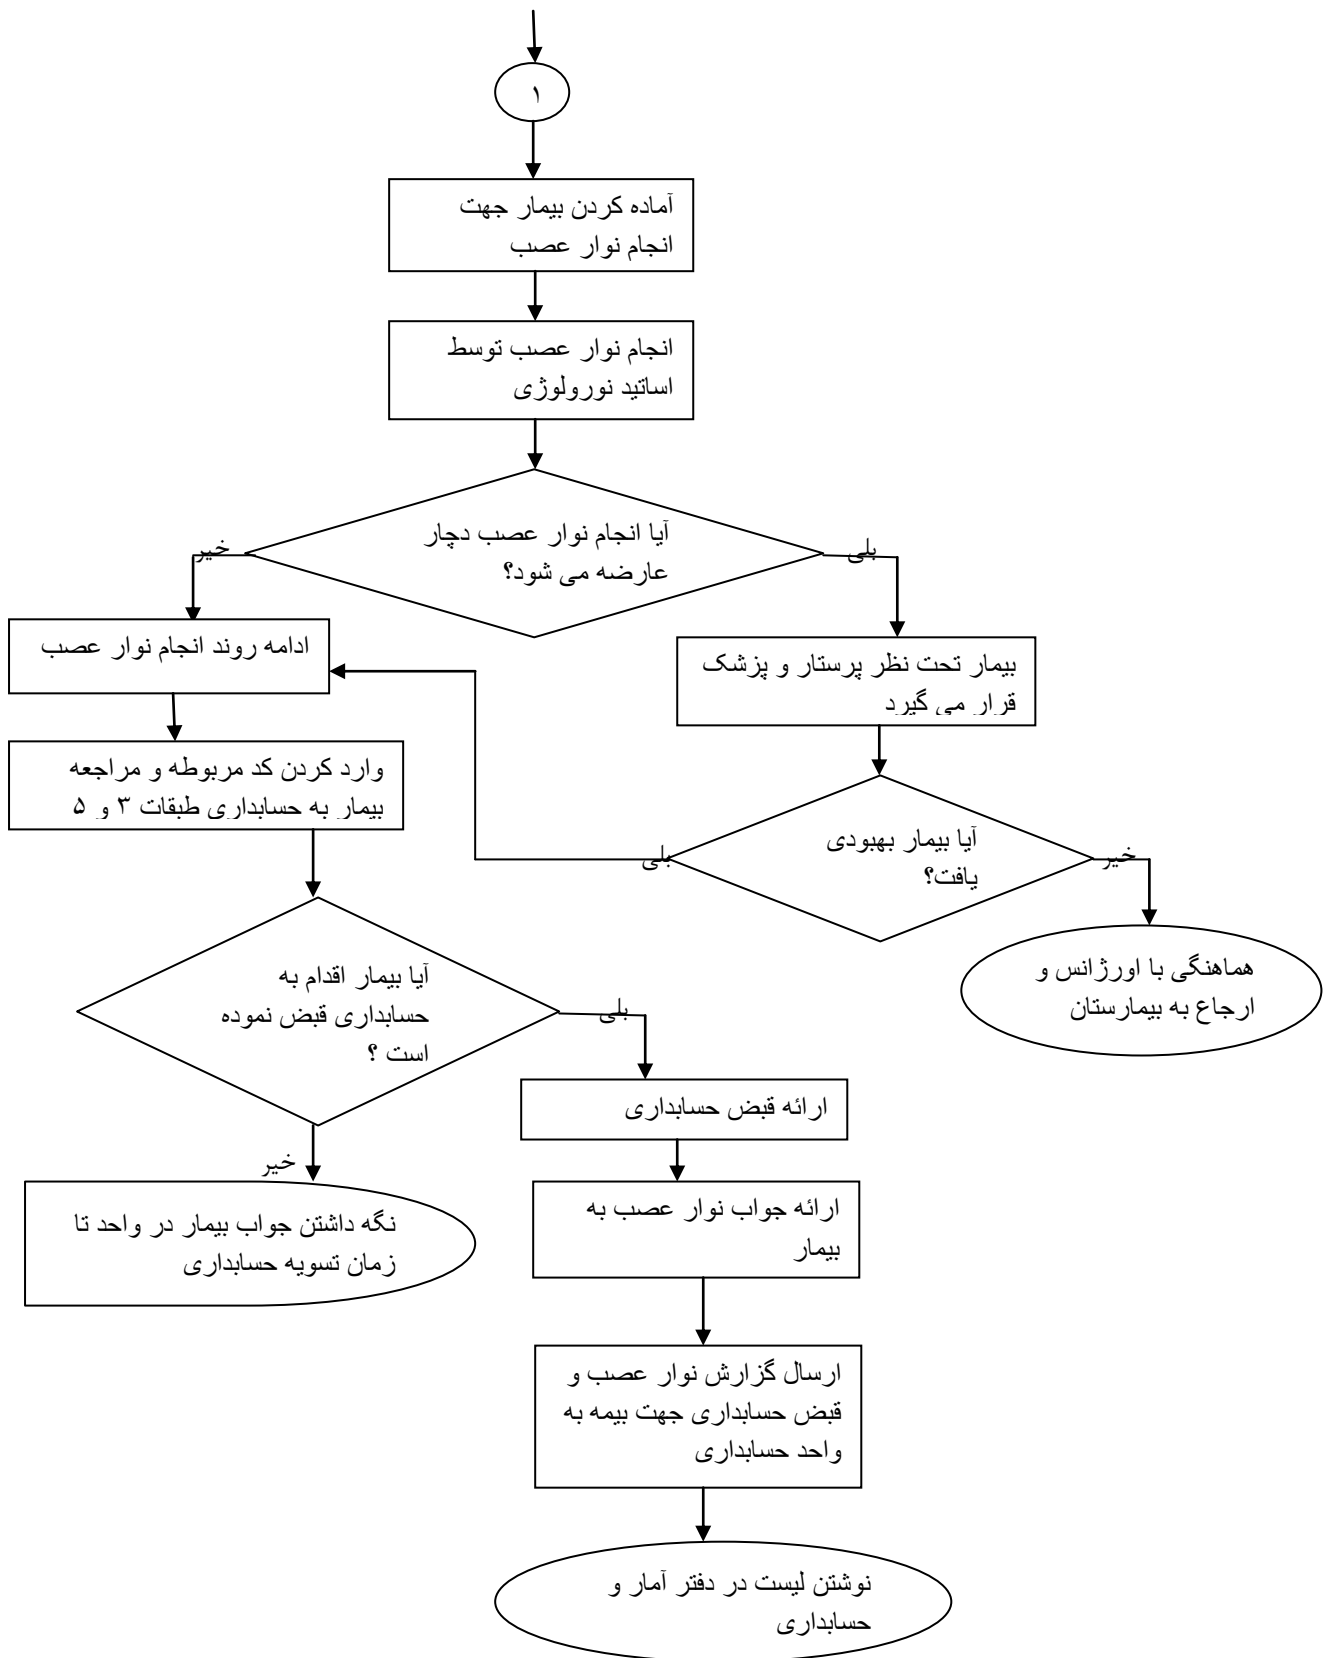 ۱
آماده کردن بیمار جهت
انجام نوار عصب
انجام نوار عصب توسط
اساتید نورولوژی
آیا انجام نوار عصب دچار
عارضه می شود؟
خیر
بلی
ادامه روند انجام نوار عصب
بیمار تحت نظر پرستار و پزشک
قرار می گیرد
وارد کردن کد مربوطه و مراجعه
بیمار به حسابداری طبقات ۳ و ۵
آیا بیمار بهبودی
یافت؟
بلی
خیر
هماهنگی با اورژانس و
ارجاع به بیمارستان
آیا بیمار اقدام به
حسابداری قبض نموده
است ؟
بلی
خیر
ارائه قبض حسابداری
نگه داشتن جواب بیمار در واحد تا
زمان تسویه حسابداری
ارائه جواب نوار عصب به
بیمار
ارسال گزارش نوار عصب و
قبض حسابداری جهت بیمه به
واحد حسابداری
نوشتن لیست در دفتر آمار و
حسابداری